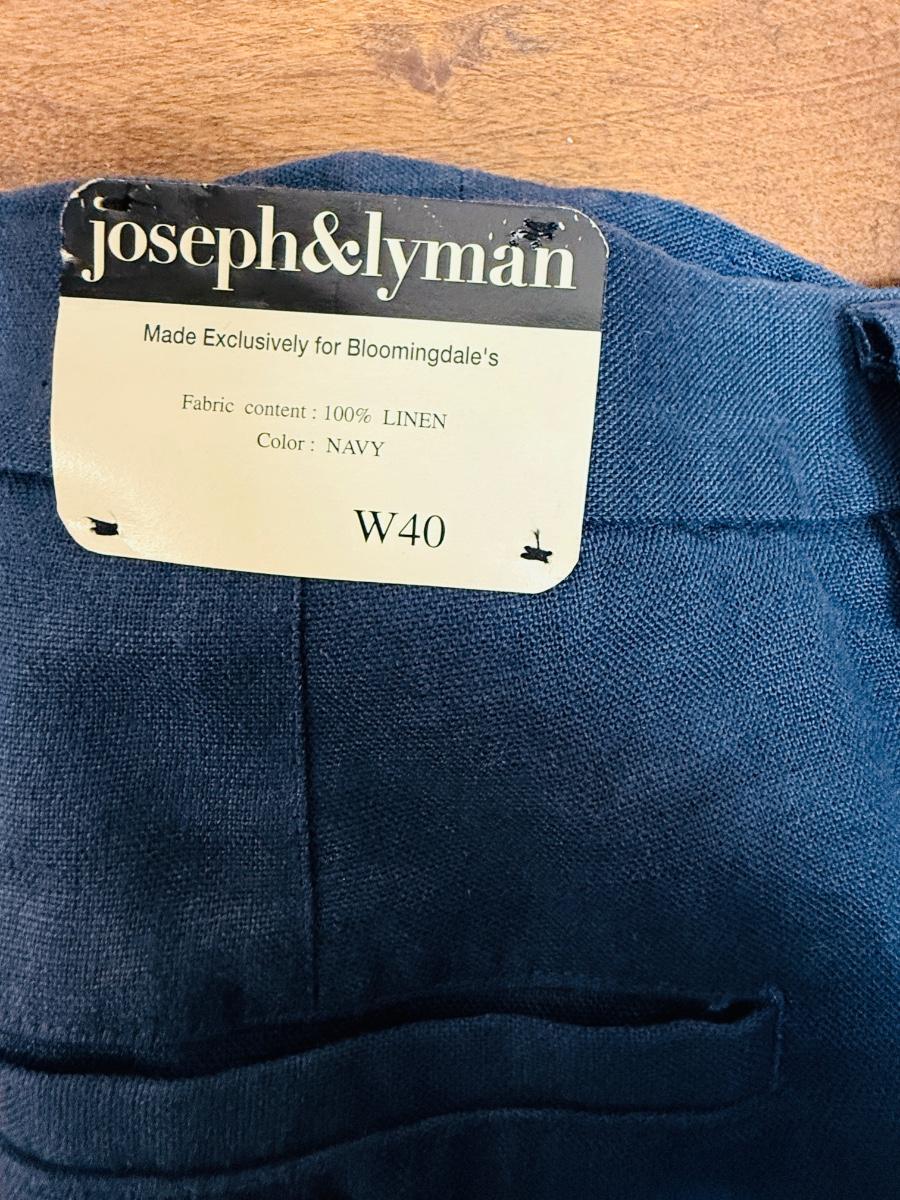 joseph&lyman
Made Exclusively for Bloomingdale's
Fabric content : 100% LINEN
Color : NAVY
W40